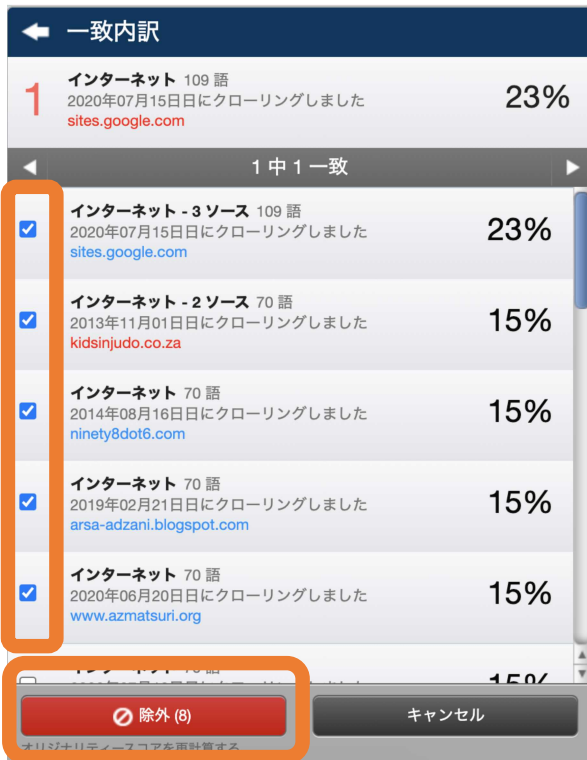 一致内訳
1
インターネット 109 語
2020年07月15日日にクローリングしました
sites.google.com
23%
1 中 1 一致
インターネット - 3 ソース 109 語
2020年07月15日日にクローリングしました
sites.google.com
23%
インターネット - 2 ソース 70 語
2013年11月01日日にクローリングしました
kidsinjudo.co.za
15%
インターネット 70 語
2014年08月16日日にクローリングしました
ninety8dot6.com
15%
インターネット 70 語
2019年02月21日日にクローリングしました
arsa-adzani.blogspot.com
15%
インターネット 70 語
2020年06月20日日にクローリングしました
www.azmatsuri.org
15%
15%
除外 (8)
キャンセル
オリジナリティースコアを再計算する